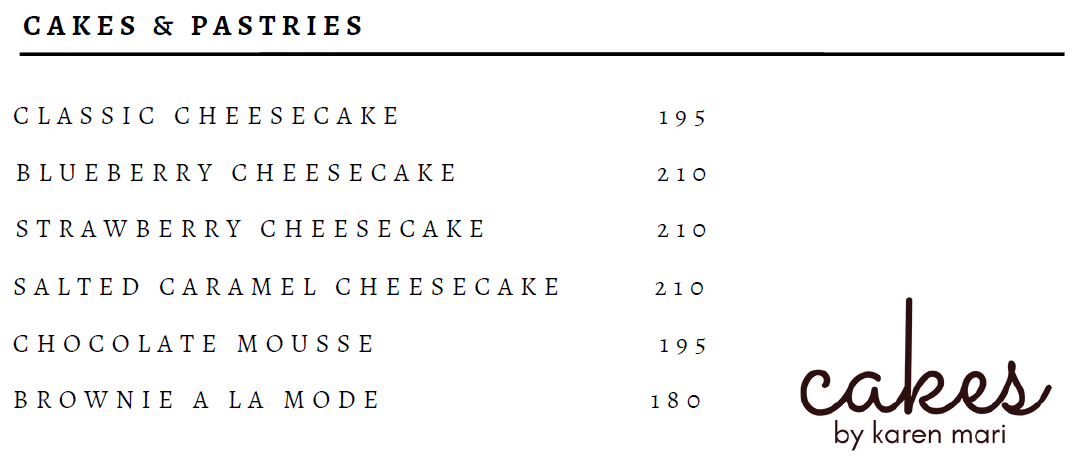 CAKES & PASTRIES
CLASSIC CHEESECAKE 195
BLUEBERRY CHEESECAKE 210
STRAWBERRY CHEESECAKE 210
SALTED CARAMEL CHEESECAKE 210
CHOCOLATE MOUSSE 195
BROWNIE A LA MODE 180
cakes
by karen mari